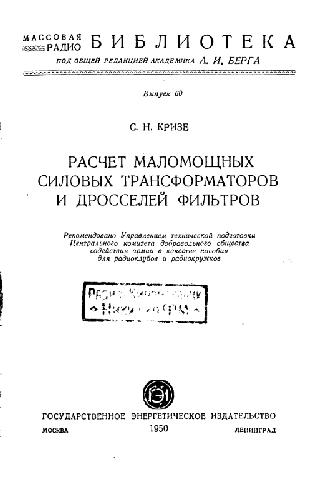 МАССОВАЯ
РАДИО
БИБЛИОТЕКА
ПОД ОБЩЕЙ РЕДАКЦИЕЙ АКАДЕМИКА А. И. БЕРГА
Выпуск 60
С. Н. КРИЗЕ
РАСЧЕТ МАЛОМОЩНЫХ
СИЛОВЫХ ТРАНСФОРМАТОРОВ
И ДРОССЕЛЕЙ ФИЛЬТРОВ
Рекомендовано Управлением технической подготовки
Центрального комитета добровольного общества
содействия армии в качестве пособия
для радиоклубов и радиокружков
ГОСУДАРСТВЕННОЕ ЭНЕРГЕТИЧЕСКОЕ ИЗДАТЕЛЬСТВО
МОСКВА 1950 ЛЕНИНГРАД